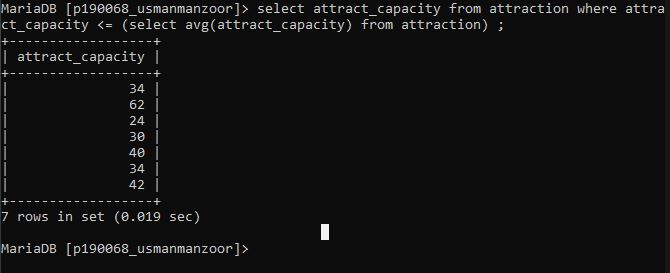 MariaDB [p190068_usmanmanzoor]> select attract_capacity from attraction where attra
ct_capacity <= (select avg(attract_capacity) from attraction) ;
+------------------+
| attract_capacity |
+------------------+
|               34 |
|               62 |
|               24 |
|               30 |
|               40 |
|               34 |
|               42 |
+------------------+
7 rows in set (0.019 sec)
MariaDB [p190068_usmanmanzoor]>